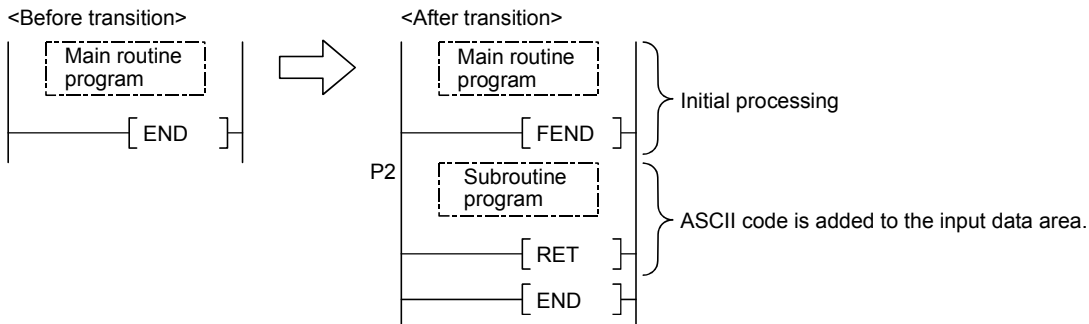 <Before transition>
Main routine
program
END
<After transition>
Main routine
program
Initial processing
FEND
P2
Subroutine
program
ASCII code is added to the input data area.
RET
END